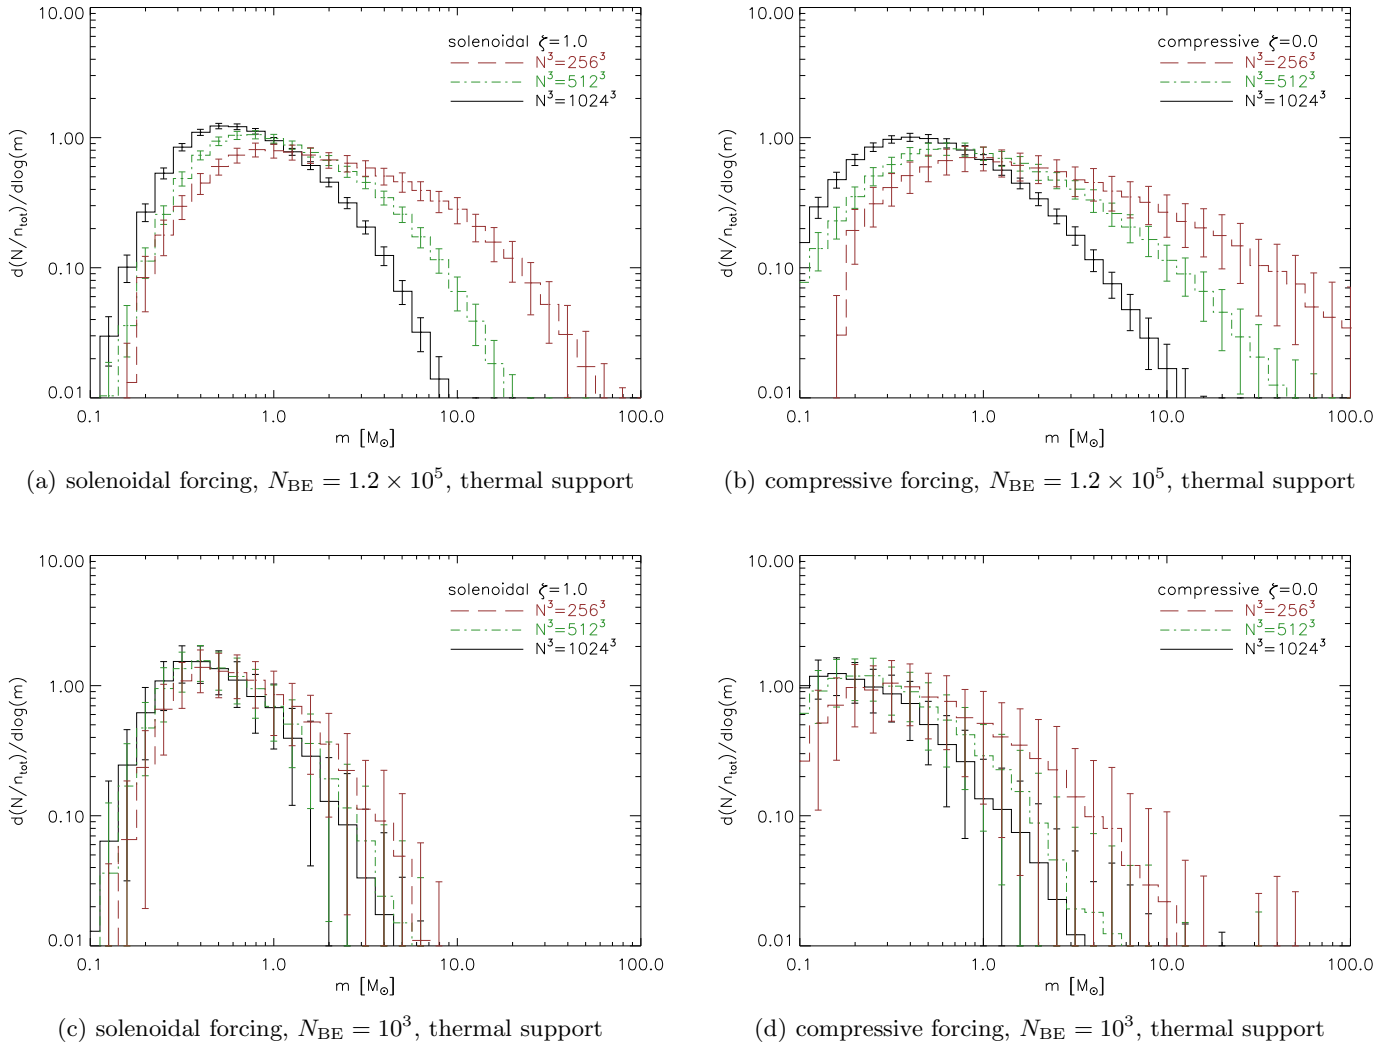 10.00
1.00
0.10
0.01
d(N/n_tot)/dlog(m)
solenoidal ζ=1.0
N³=256³
N³=512³
N³=1024³
0.1 1.0 10.0 100.0
m [M⊙]
(a) solenoidal forcing, N_BE = 1.2 × 10⁵, thermal support
10.00
1.00
0.10
0.01
d(N/n_tot)/dlog(m)
compressive ζ=0.0
N³=256³
N³=512³
N³=1024³
0.1 1.0 10.0 100.0
m [M⊙]
(b) compressive forcing, N_BE = 1.2 × 10⁵, thermal support
10.00
1.00
0.10
0.01
d(N/n_tot)/dlog(m)
solenoidal ζ=1.0
N³=256³
N³=512³
N³=1024³
0.1 1.0 10.0 100.0
m [M⊙]
(c) solenoidal forcing, N_BE = 10³, thermal support
10.00
1.00
0.10
0.01
d(N/n_tot)/dlog(m)
compressive ζ=0.0
N³=256³
N³=512³
N³=1024³
0.1 1.0 10.0 100.0
m [M⊙]
(d) compressive forcing, N_BE = 10³, thermal support